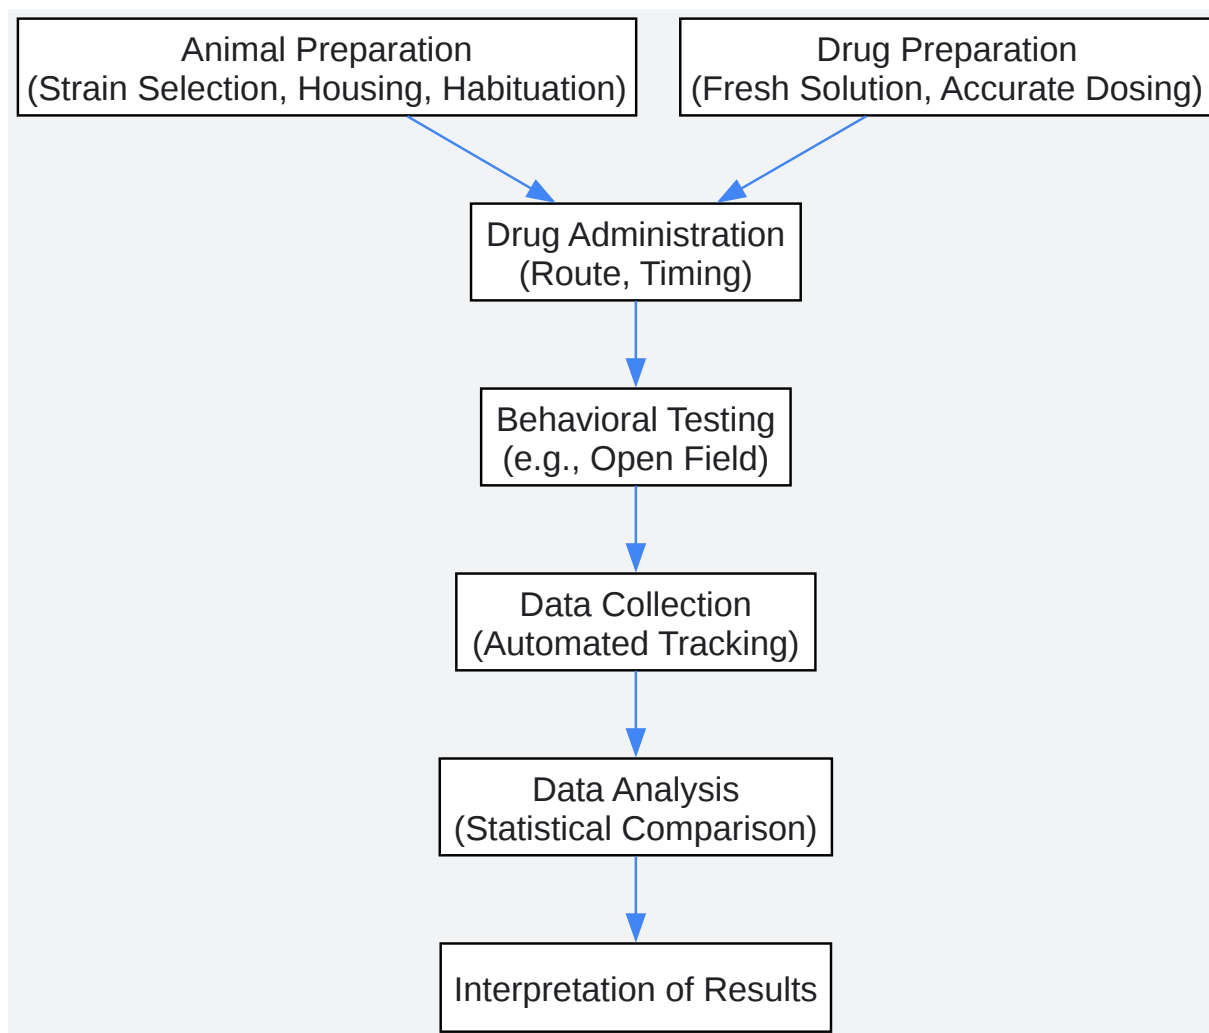 Animal Preparation
(Strain Selection, Housing, Habituation)
Drug Preparation
(Fresh Solution, Accurate Dosing)
Drug Administration
(Route, Timing)
Behavioral Testing
(e.g., Open Field)
Data Collection
(Automated Tracking)
Data Analysis
(Statistical Comparison)
Interpretation of Results